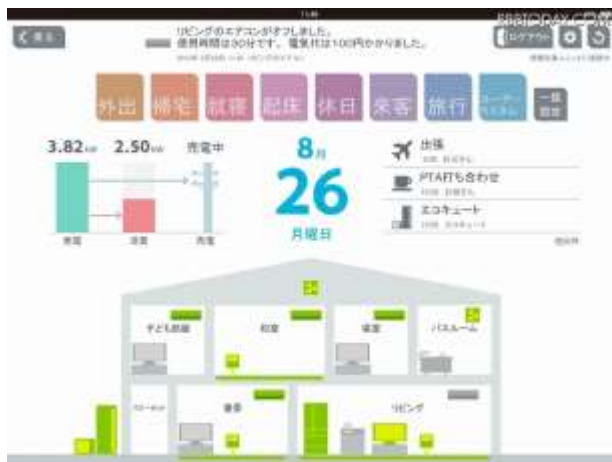 RBBTODAY.COM
戻る
リビングのエアコンがオフしました。
使用時間は30分です。電気代は100円かかりました。
ログアウト
外出
帰宅
就寝
起床
休日
来客
旅行
一括
設定
3.82 kW
2.50 kW
売電中
発電
消費
売電
8月
26
月曜日
出張
PTA打ち合わせ
エコキュート
子ども部屋
和室
寝室
バスルーム
書斎
リビング